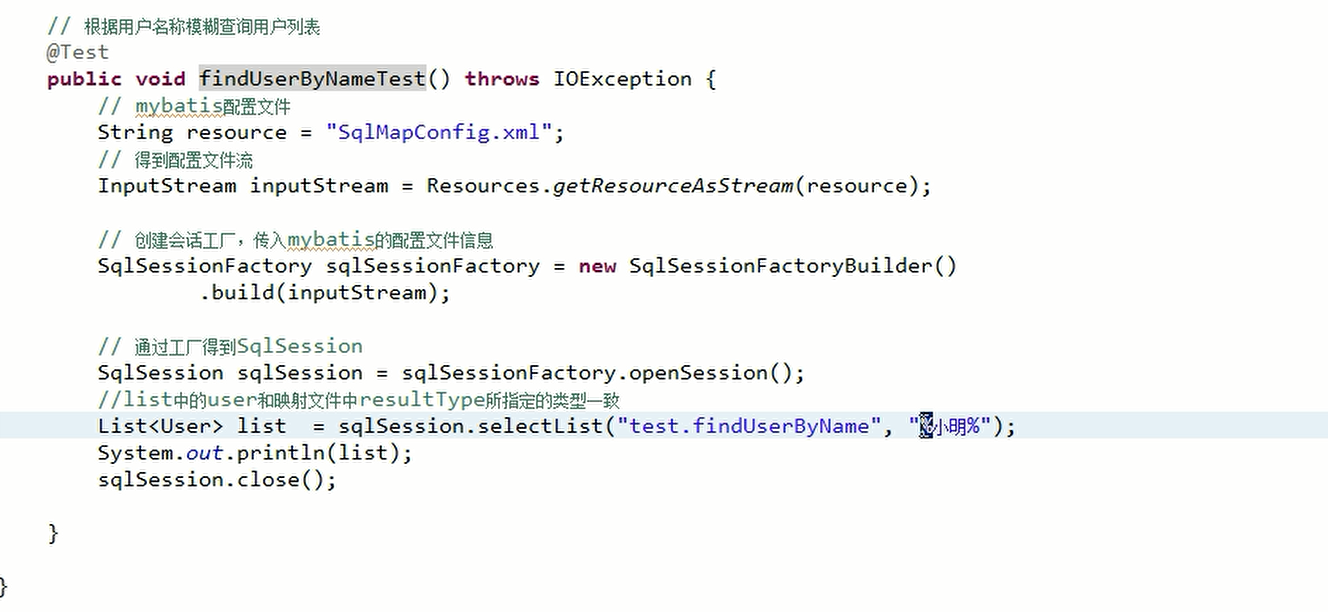 // 根据用户名称模糊查询用户列表
@Test
public void findUserByNameTest() throws IOException {
// mybatis配置文件
String resource = "SqlMapConfig.xml";
// 得到配置文件流
InputStream inputStream = Resources.getResourceAsStream(resource);
// 创建会话工厂，传入mybatis的配置文件信息
SqlSessionFactory sqlSessionFactory = new SqlSessionFactoryBuilder()
.build(inputStream);
// 通过工厂得到SqlSession
SqlSession sqlSession = sqlSessionFactory.openSession();
//list中的user和映射文件中resultType所指定的类型一致
List<User> list  = sqlSession.selectList("test.findUserByName", "%小明%");
System.out.println(list);
sqlSession.close();
}
}